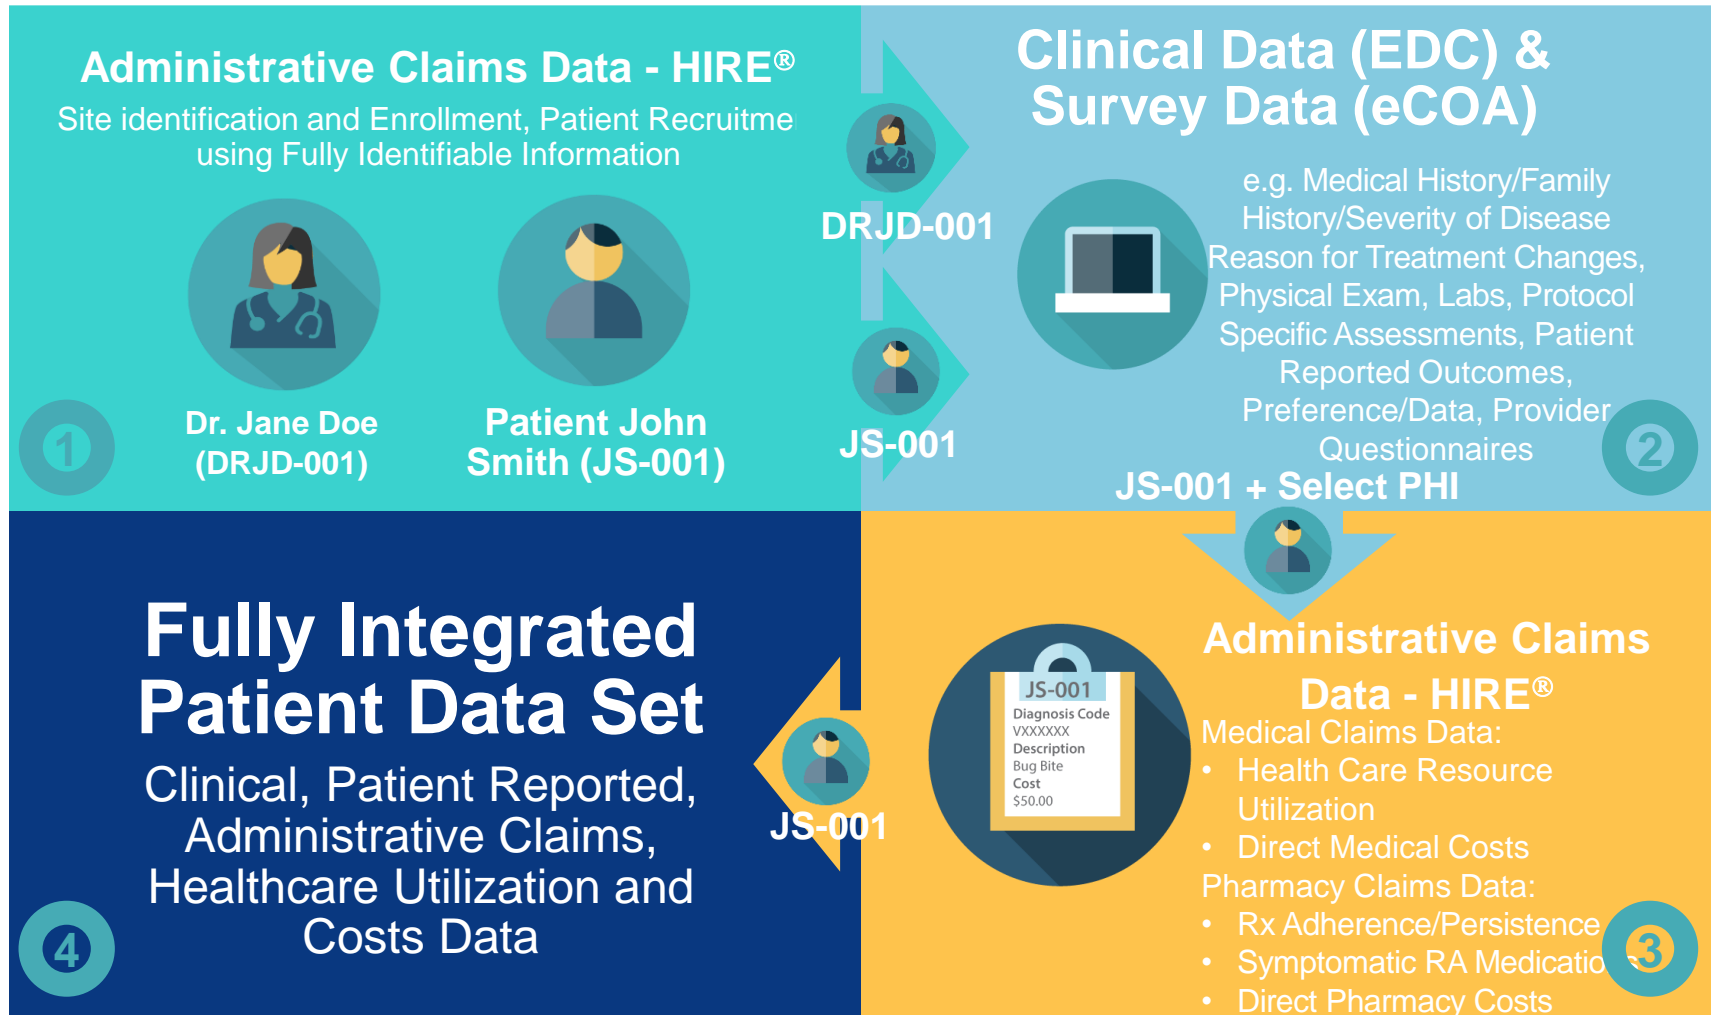 Administrative Claims Data - HIRE®
Site identification and Enrollment, Patient Recruitme
using Fully Identifiable Information
Dr. Jane Doe
(DRJD-001)
Patient John
Smith (JS-001)
1
DRJD-001
JS-001
Clinical Data (EDC) &
Survey Data (eCOA)
e.g. Medical History/Family
History/Severity of Disease
Reason for Treatment Changes,
Physical Exam, Labs, Protocol
Specific Assessments, Patient
Reported Outcomes,
Preference/Data, Provider
Questionnaires
2
JS-001 + Select PHI
Administrative Claims
Data - HIRE®
JS-001
Diagnosis Code
VXXXXXX
Description
Bug Bite
Cost
$50.00
Medical Claims Data:
• Health Care Resource
Utilization
• Direct Medical Costs
Pharmacy Claims Data:
• Rx Adherence/Persistence
• Symptomatic RA Medications
• Direct Pharmacy Costs
3
JS-001
Fully Integrated
Patient Data Set
Clinical, Patient Reported,
Administrative Claims,
Healthcare Utilization and
Costs Data
4